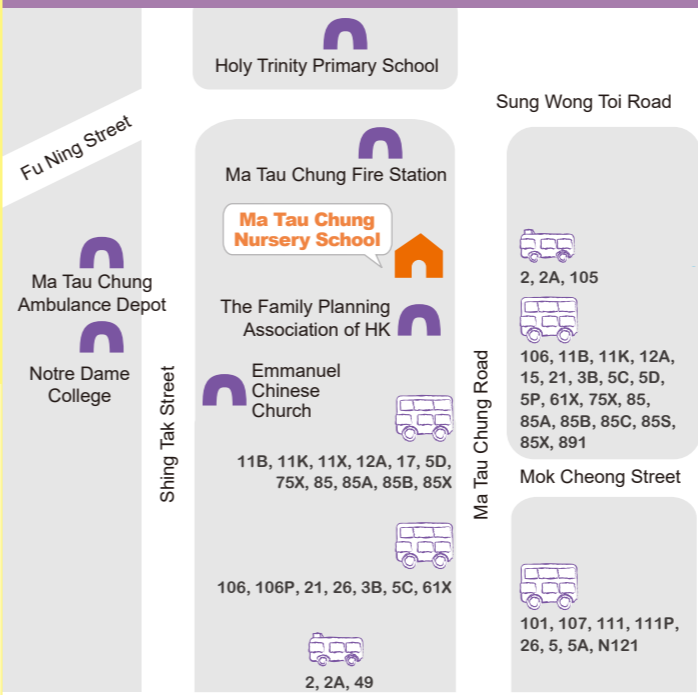 Holy Trinity Primary School
Sung Wong Toi Road
Fu Ning Street
Ma Tau Chung Fire Station
Ma Tau Chung
Nursery School
2, 2A, 105
Ma Tau Chung
Ambulance Depot
The Family Planning
Association of HK
106, 11B, 11K, 12A,
15, 21, 3B, 5C, 5D,
5P, 61X, 75X, 85,
85A, 85B, 85C, 85S,
85X, 891
Notre Dame
College
Shing Tak Street
Emmanuel
Chinese
Church
Ma Tau Chung Road
11B, 11K, 11X, 12A, 17, 5D,
75X, 85, 85A, 85B, 85X
Mok Cheong Street
106, 106P, 21, 26, 3B, 5C, 61X
101, 107, 111, 111P,
26, 5, 5A, N121
2, 2A, 49